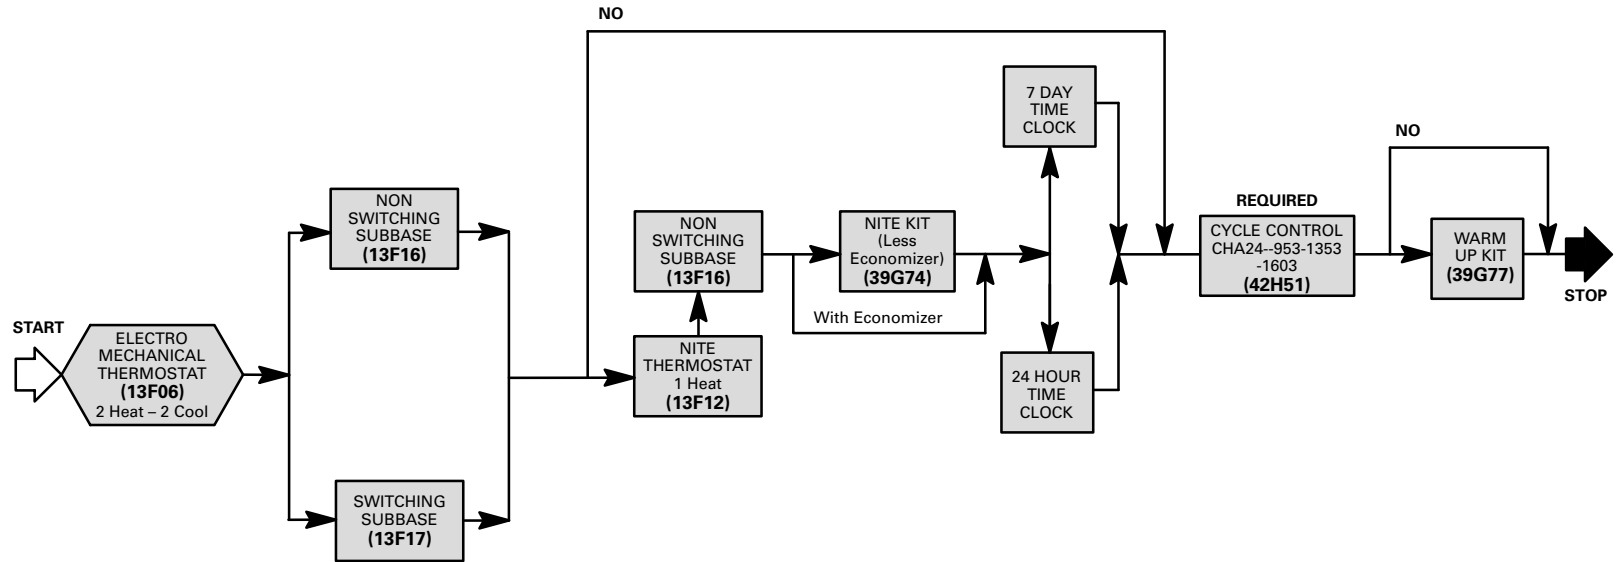 START
ELECTRO
MECHANICAL
THERMOSTAT
(13F06)
2 Heat – 2 Cool
NON
SWITCHING
SUBBASE
(13F16)
SWITCHING
SUBBASE
(13F17)
NO
NITE
THERMOSTAT
1 Heat
(13F12)
NON
SWITCHING
SUBBASE
(13F16)
With Economizer
NITE KIT
(Less
Economizer)
(39G74)
7 DAY
TIME
CLOCK
24 HOUR
TIME
CLOCK
REQUIRED
CYCLE CONTROL
CHA24--953-1353
-1603
(42H51)
NO
WARM
UP KIT
(39G77)
STOP